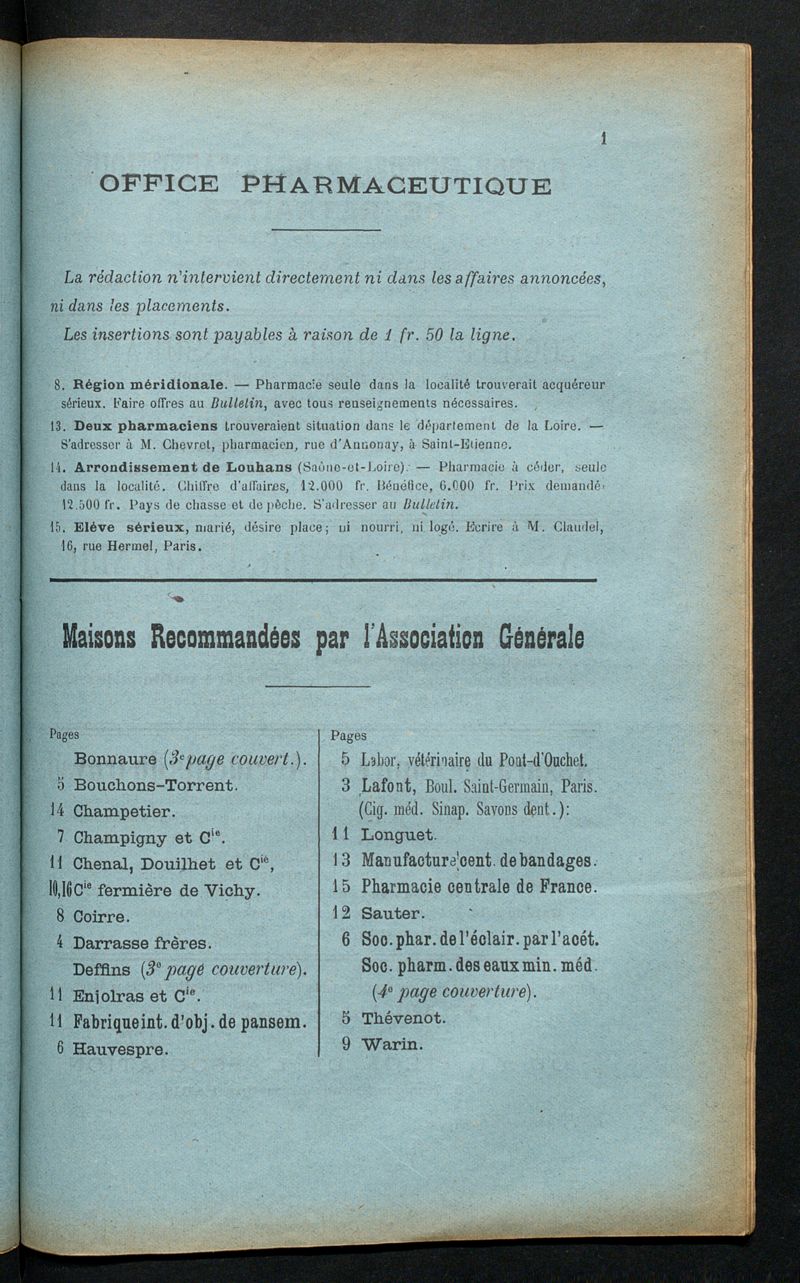 1
OFFICE PHARMACEUTIQUE
La rédaction n'intervient directement ni dans les affaires annoncées,
ni dans les placements.
Les insertions sont payables à raison de 1 fr. 50 la ligne.
8. Région méridionale. — Pharmacie seule dans la localité trouverait acquéreur
sérieux. Faire offres au Bulletin, avec tous renseignements nécessaires.
13. Deux pharmaciens trouveraient situation dans le département de la Loire. —
S'adresser à M. Chevret, pharmacien, rue d'Annonay, à Saint-Etienne.
14. Arrondissement de Louhans (Saône-et-Loire). — Pharmacie à céder, seule
dans la localité. Chiffre d'affaires, 12.000 fr. Bénéfice, 6.000 fr. Prix demandé
12.500 fr. Pays de chasse et de pêche. S'adresser au Bulletin.
15. Elève sérieux, marié, désire place; ni nourri, ni logé. Ecrire à M. Claudel,
16, rue Hermel, Paris.
Maisons Recommandées par l'Association Générale
Pages
Bonnaure (3e page couvert.).
5 Bouchons-Torrent.
14 Champetier.
7 Champigny et Cie.
11 Chenal, Douilhet et Cie,
10,16 Cie fermière de Vichy.
8 Coirre.
4 Darrasse frères.
Deffins (3e page couverture).
11 Enjolras et Cie.
11 Fabrique int. d'obj. de pansem.
6 Hauvespre.
Pages
5 Labor, vétérinaire du Pont-d'Ouchet.
3 Lafont, Boul. Saint-Germain, Paris.
(Cig. méd. Sinap. Savons dent.):
11 Longuet.
13 Manufacture cent. de bandages.
15 Pharmacie centrale de France.
12 Sauter.
6 Soc. phar. de l'éclair. par l'acét.
Soc. pharm. des eaux min. méd.
(4e page couverture).
5 Thévenot.
9 Warin.